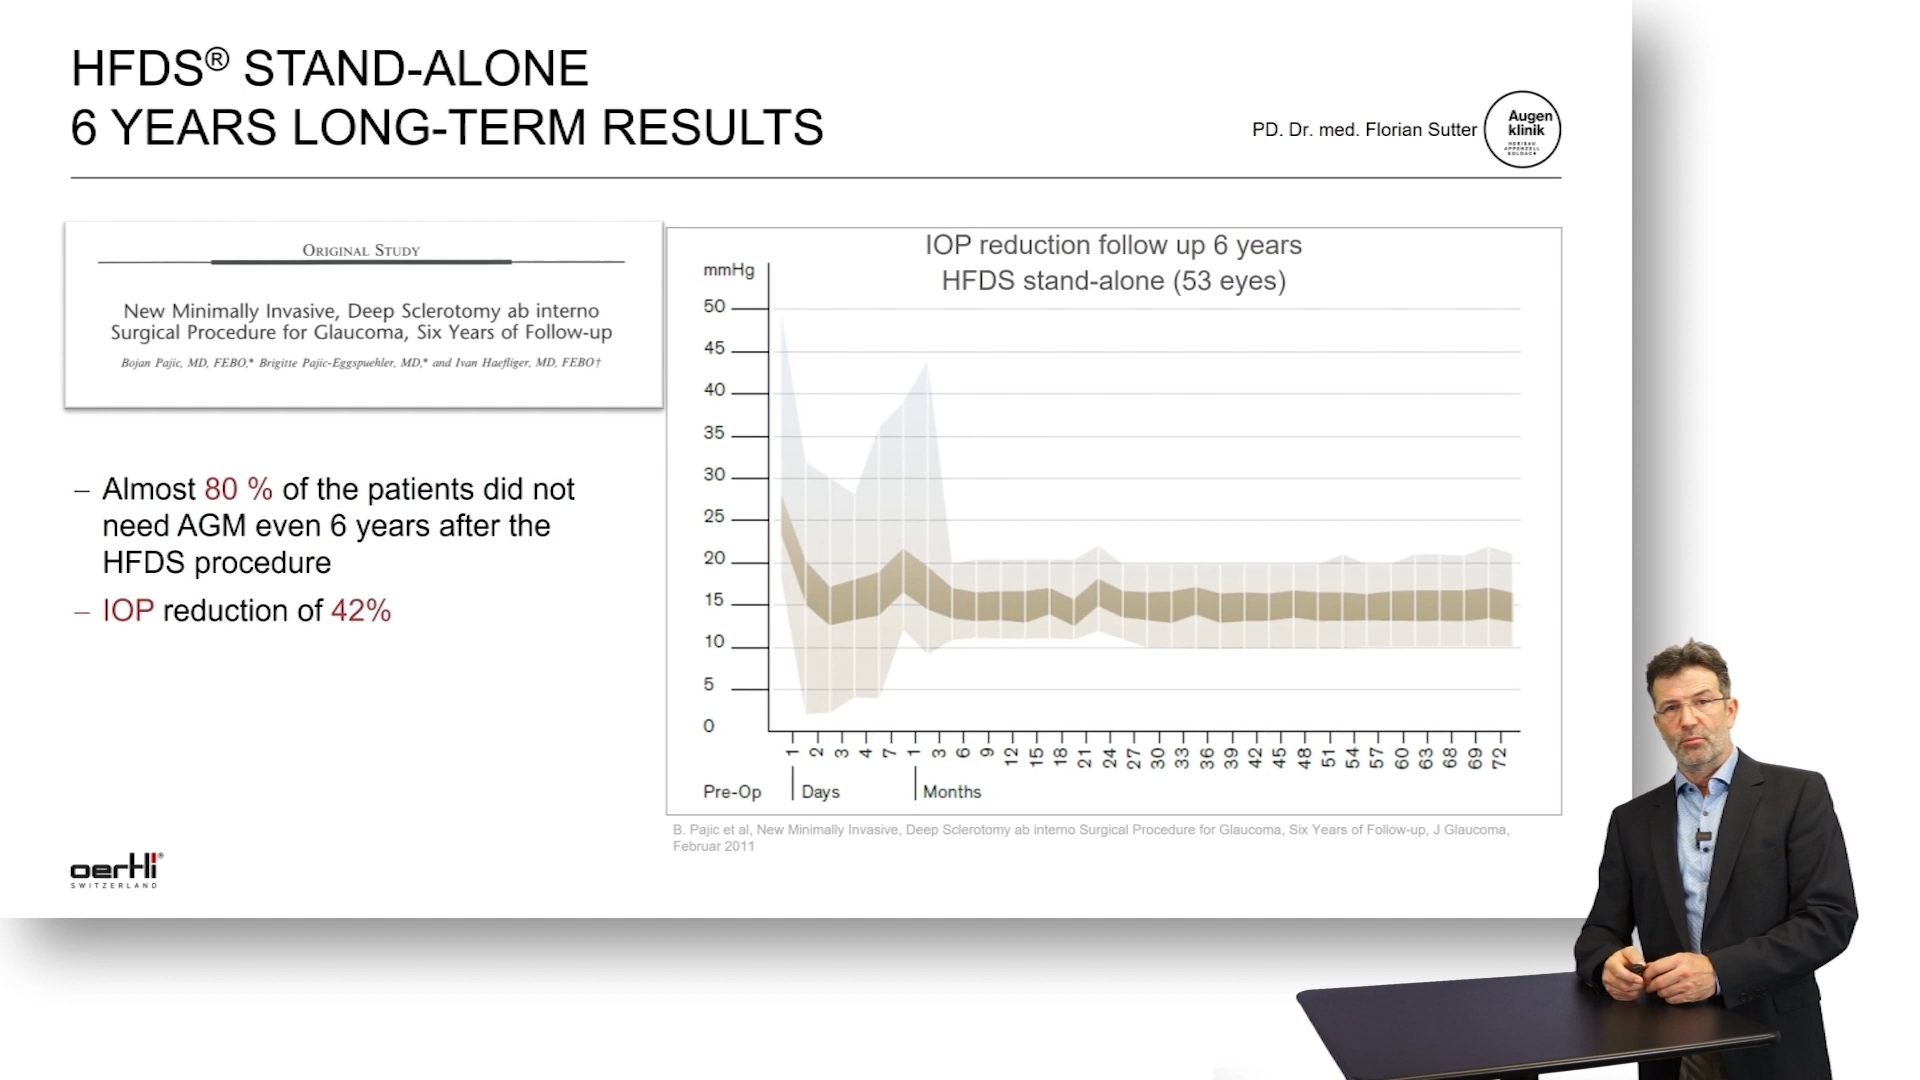 HFDS® STAND-ALONE
6 YEARS LONG-TERM RESULTS
PD. Dr. med. Florian Sutter
Augen
klinik
HERISAU
APPENZELL
GOLDACH
ORIGINAL STUDY
New Minimally Invasive, Deep Sclerotomy ab interno
Surgical Procedure for Glaucoma, Six Years of Follow-up
Bojan Pajic, MD, FEBO,* Brigitte Pajic-Eggspuehler, MD,* and Ivan Haefliger, MD, FEBO†
– Almost 80 % of the patients did not
need AGM even 6 years after the
HFDS procedure
– IOP reduction of 42%
IOP reduction follow up 6 years
HFDS stand-alone (53 eyes)
mmHg
50
45
40
35
30
25
20
15
10
5
0
1 2 3 4 7 1 3 6 9 12 15 18 21 24 27 30 33 36 39 42 45 48 51 54 57 60 63 68 69 72
Pre-Op Days Months
B. Pajic et al, New Minimally Invasive, Deep Sclerotomy ab interno Surgical Procedure for Glaucoma, Six Years of Follow-up, J Glaucoma,
Februar 2011
oertli®
SWITZERLAND